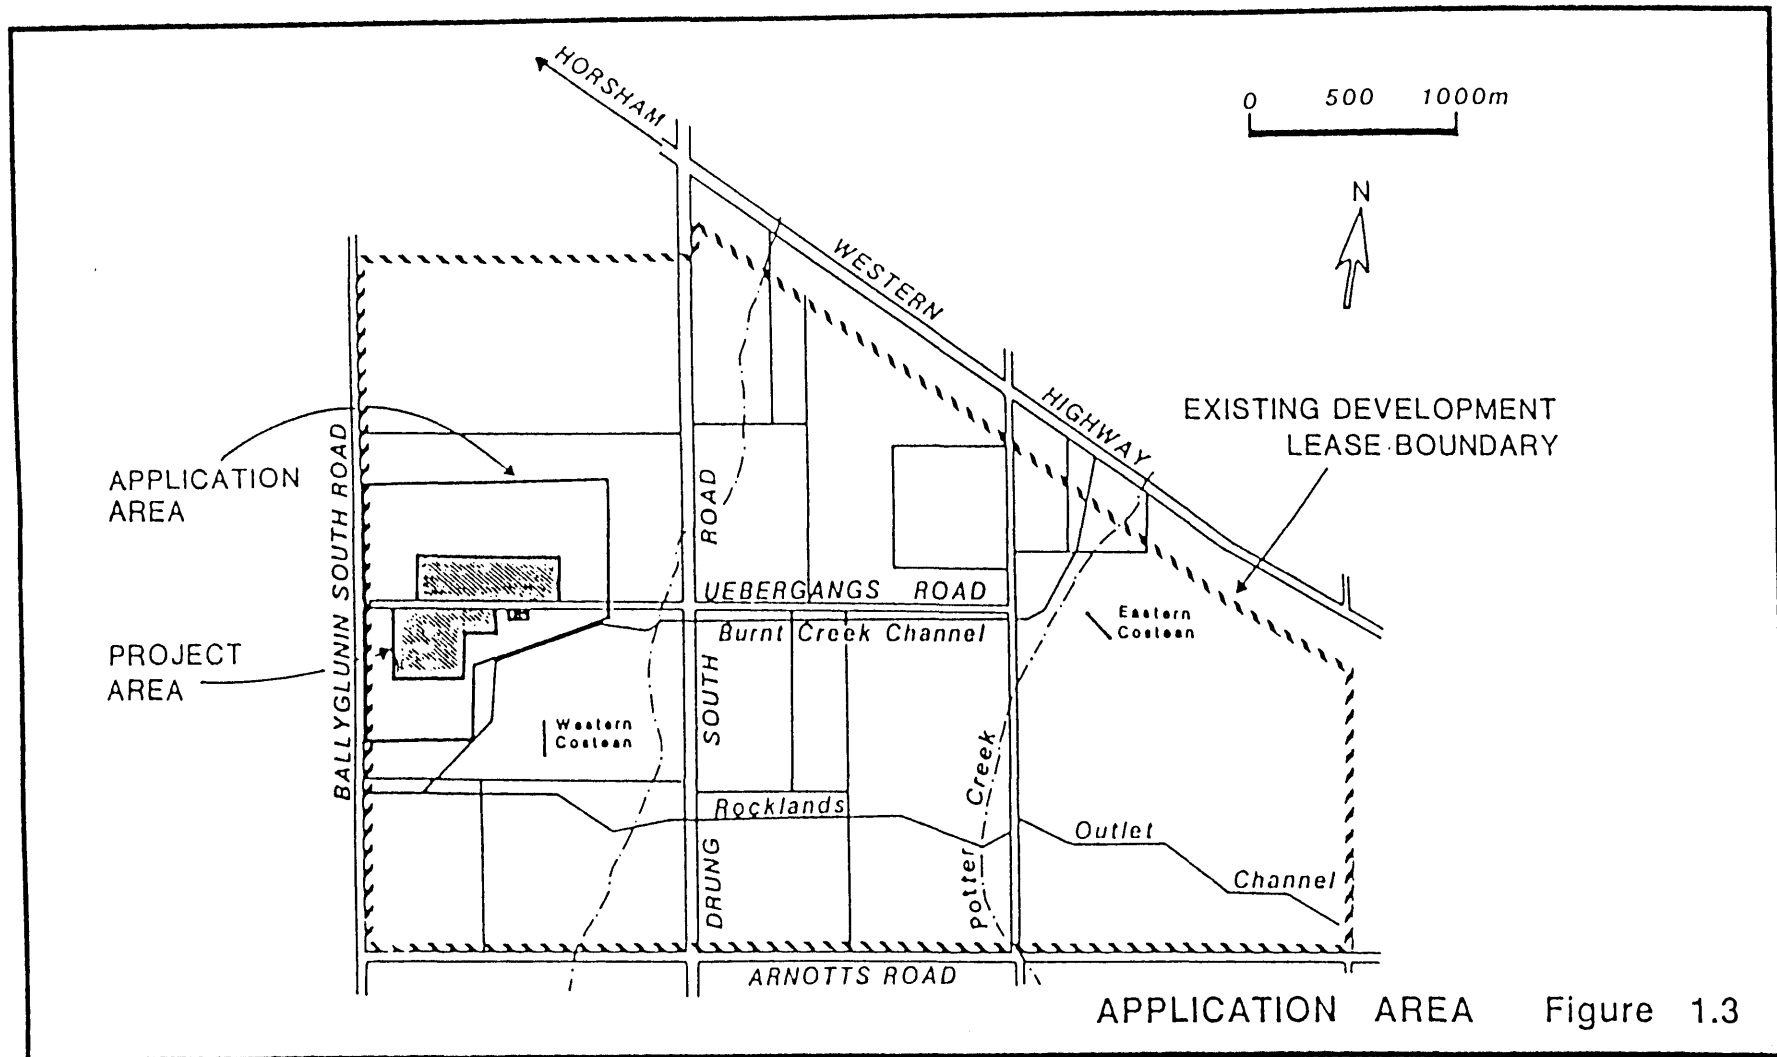 HORSHAM
0 500 1000m
N
WESTERN
HIGHWAY
EXISTING DEVELOPMENT
LEASE BOUNDARY
APPLICATION
AREA
BALLYGLUNIN SOUTH ROAD
ROAD
UEBERGANGS ROAD
Burnt Creek Channel
Eastern
Costean
PROJECT
AREA
SOUTH
Western
Costean
Potter Creek
Rocklands
Outlet
Channel
DRUNG
ARNOTTS ROAD
APPLICATION AREA Figure 1.3